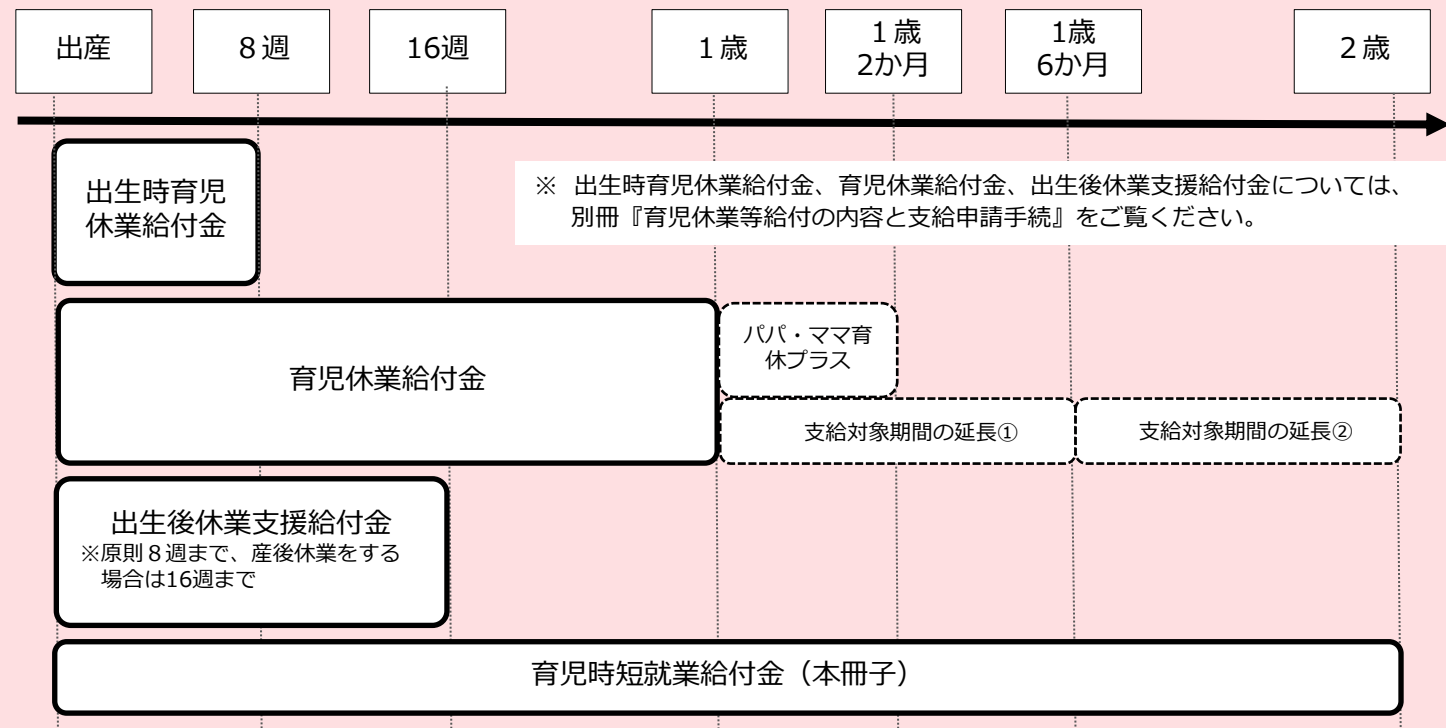 出産
８週
16週
１歳
１歳
2か月
1歳
6か月
２歳
出生時育児
休業給付金
※ 出生時育児休業給付金、育児休業給付金、出生後休業支援給付金については、
別冊『育児休業等給付の内容と支給申請手続』をご覧ください。
育児休業給付金
パパ・ママ育
休プラス
支給対象期間の延長①
支給対象期間の延長②
出生後休業支援給付金
※原則８週まで、産後休業をする
場合は16週まで
育児時短就業給付金（本冊子）